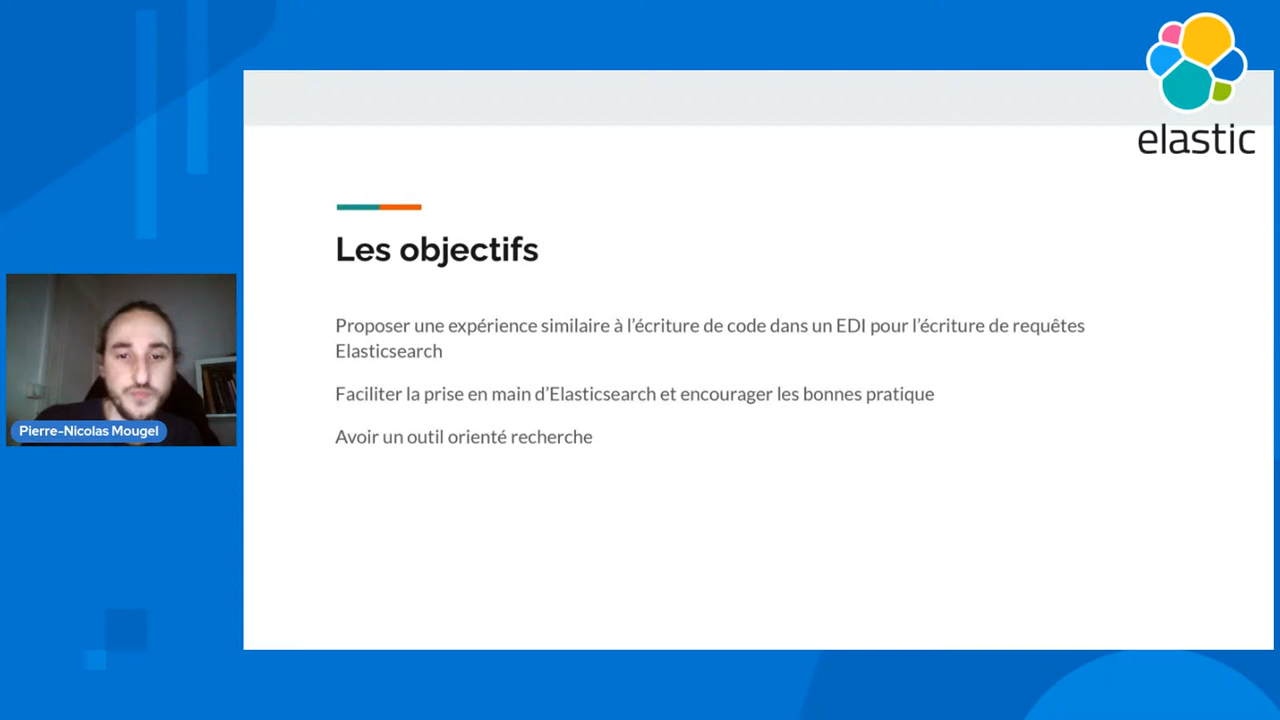 elastic
Les objectifs
Proposer une expérience similaire à l’écriture de code dans un EDI pour l’écriture de requêtes
Elasticsearch
Faciliter la prise en main d’Elasticsearch et encourager les bonnes pratique
Avoir un outil orienté recherche
Pierre-Nicolas Mougel